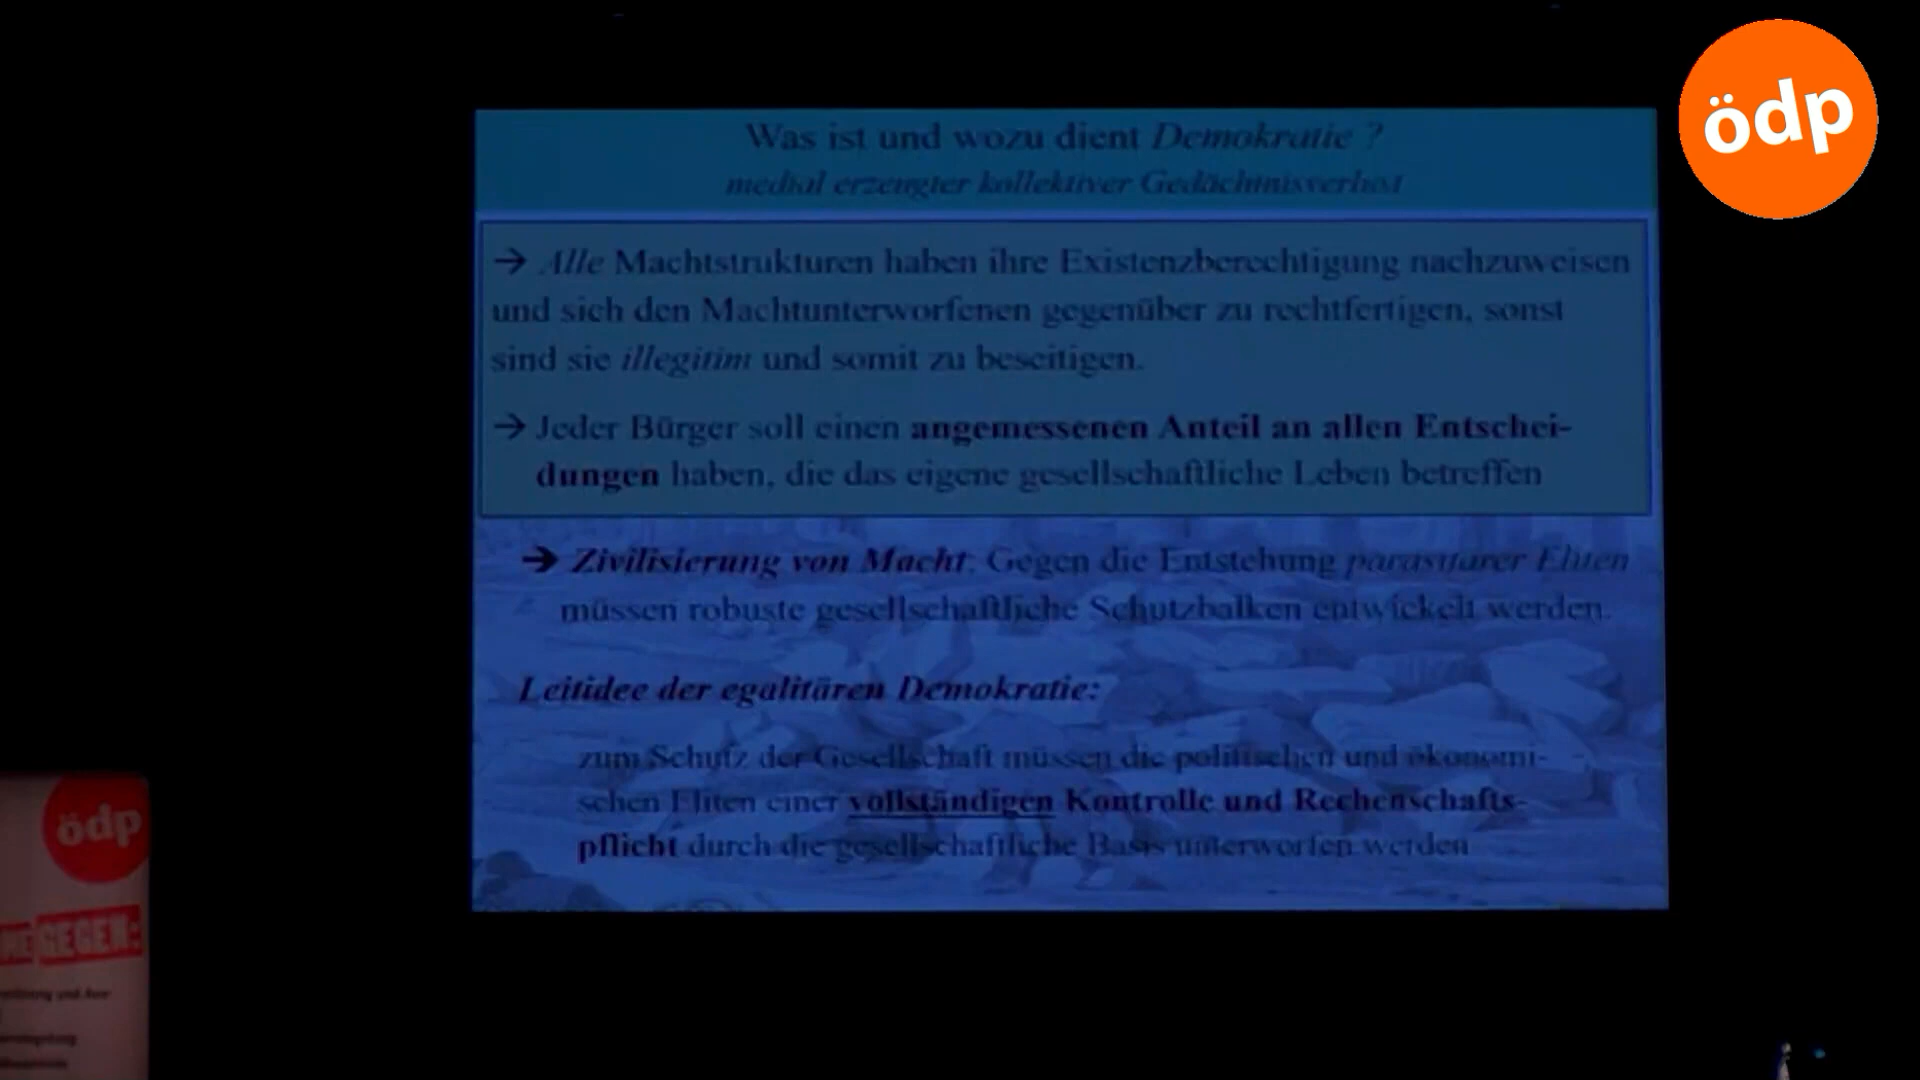 ödp
Was ist und wozu dient Demokratie ?
medial erzeugter kollektiver Gedächtnisverlust
→ Alle Machtstrukturen haben ihre Existenzberechtigung nachzuweisen
und sich den Machtunterworfenen gegenüber zu rechtfertigen, sonst
sind sie illegitim und somit zu beseitigen.
→ Jeder Bürger soll einen angemessenen Anteil an allen Entschei-
dungen haben, die das eigene gesellschaftliche Leben betreffen
→ Zivilisierung von Macht: Gegen die Entstehung parasitärer Eliten
müssen robuste gesellschaftliche Schutzbalken entwickelt werden.
Leitidee der egalitären Demokratie:
zum Schutz der Gesellschaft müssen die politischen und ökonomi-
schen Eliten einer vollständigen Kontrolle und Rechenschafts-
pflicht durch die gesellschaftliche Basis unterworfen werden
ödp
GEGEN:
und